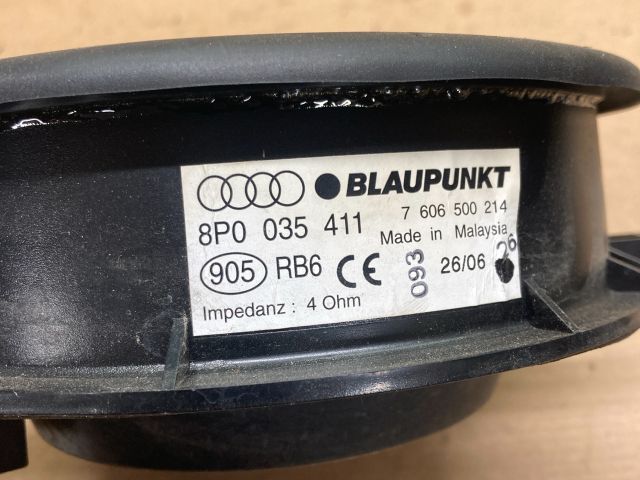 BLAUPUNKT
8P0 035 411
7 606 500 214
Made in Malaysia
905 RB6 CE 093 26/06 26
Impedanz : 4 Ohm